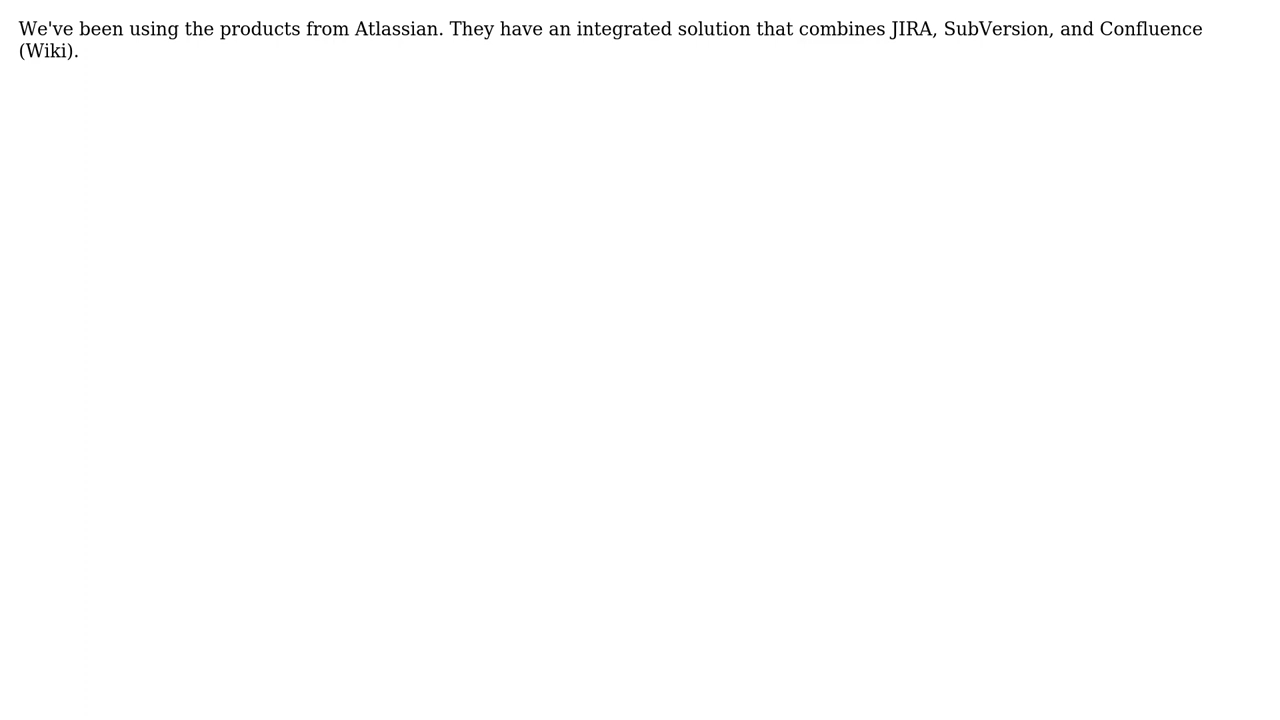 We've been using the products from Atlassian. They have an integrated solution that combines JIRA, SubVersion, and Confluence
(Wiki).